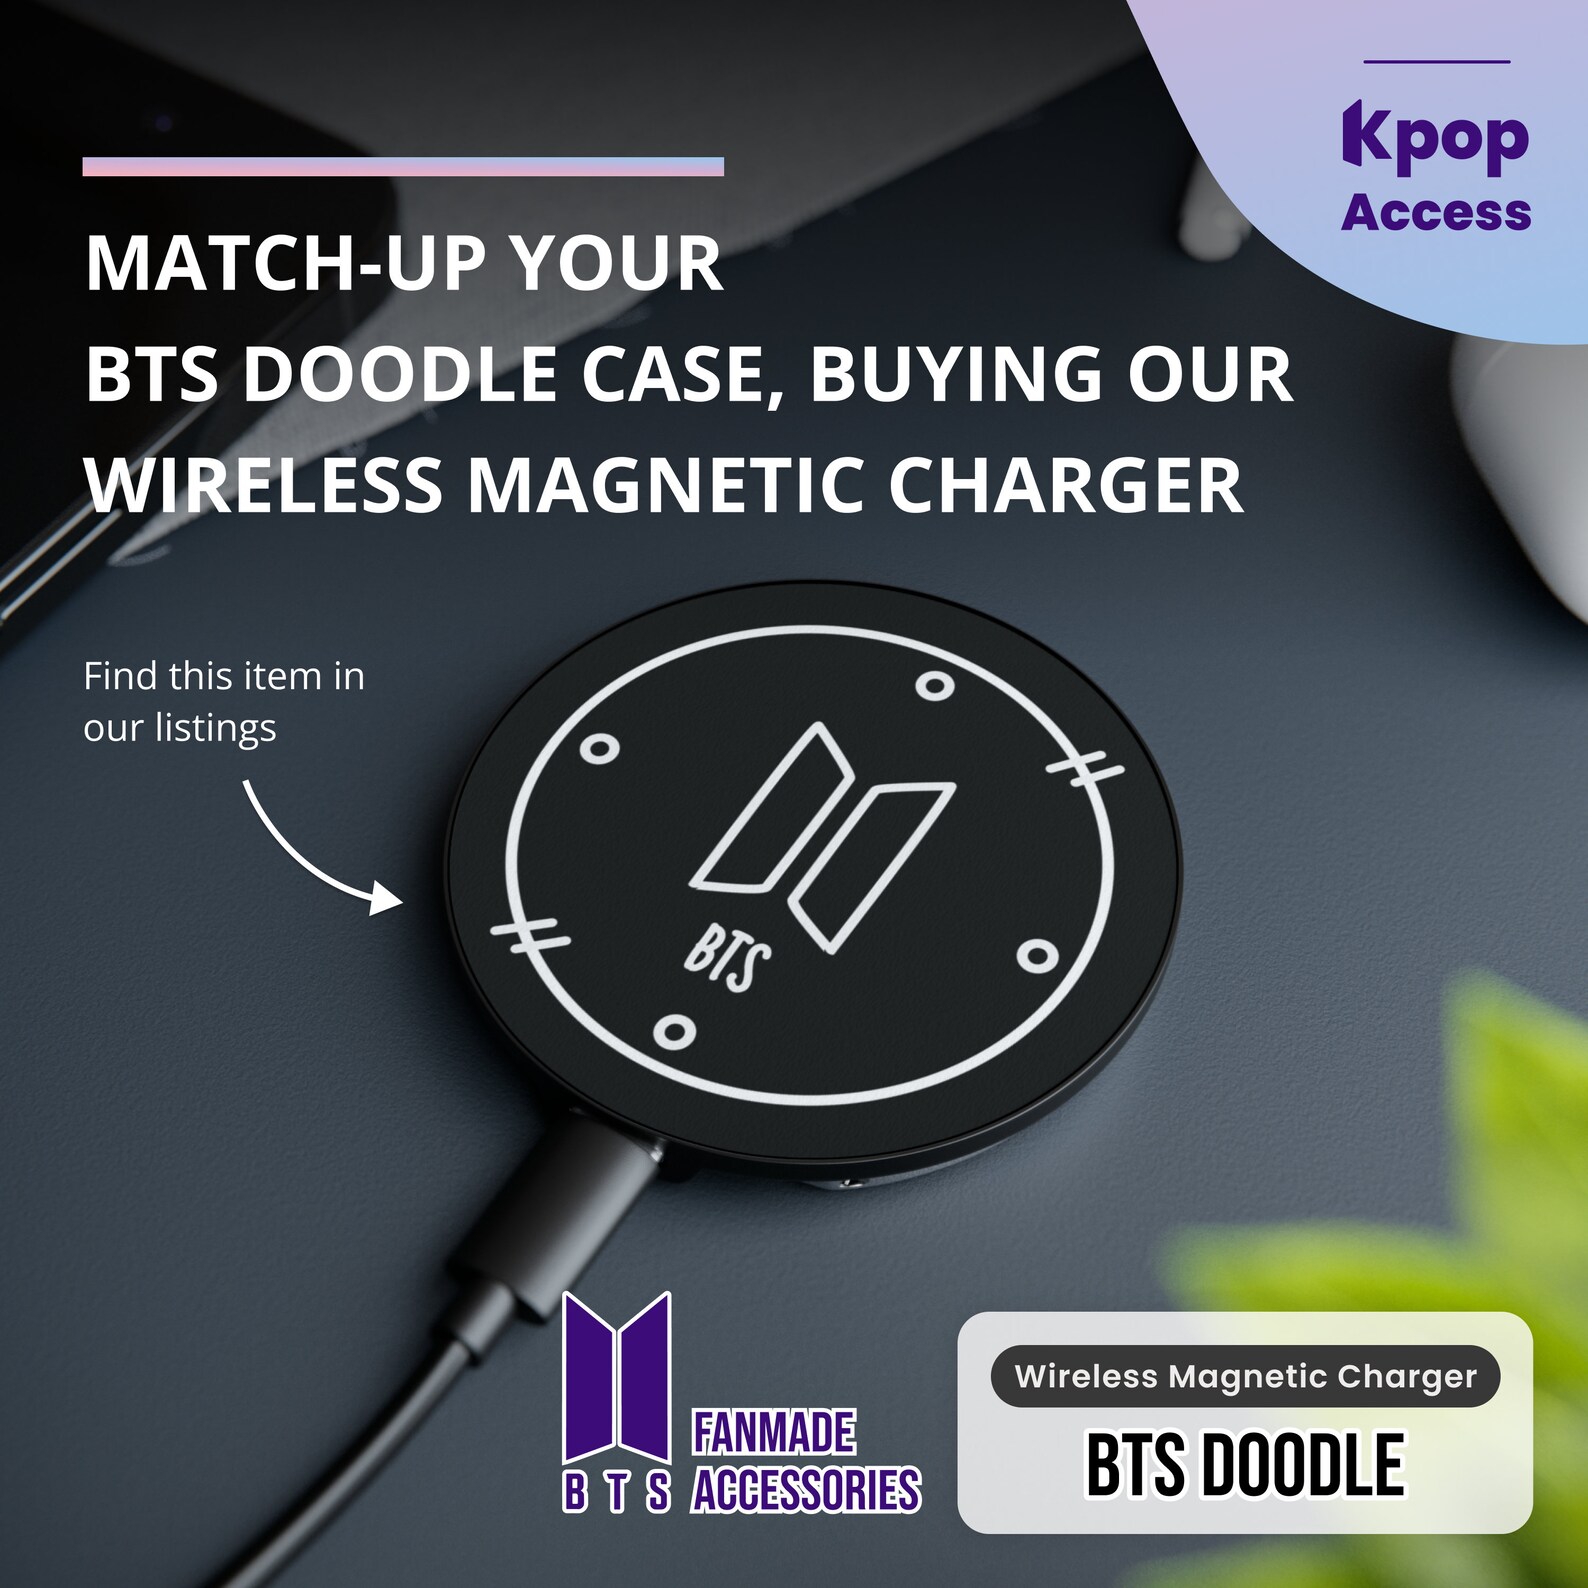 Kpop
Access
MATCH-UP YOUR
BTS DOODLE CASE, BUYING OUR
WIRELESS MAGNETIC CHARGER
Find this item in
our listings
BTS
BTS
FANMADE
ACCESSORIES
Wireless Magnetic Charger
BTS DOODLE